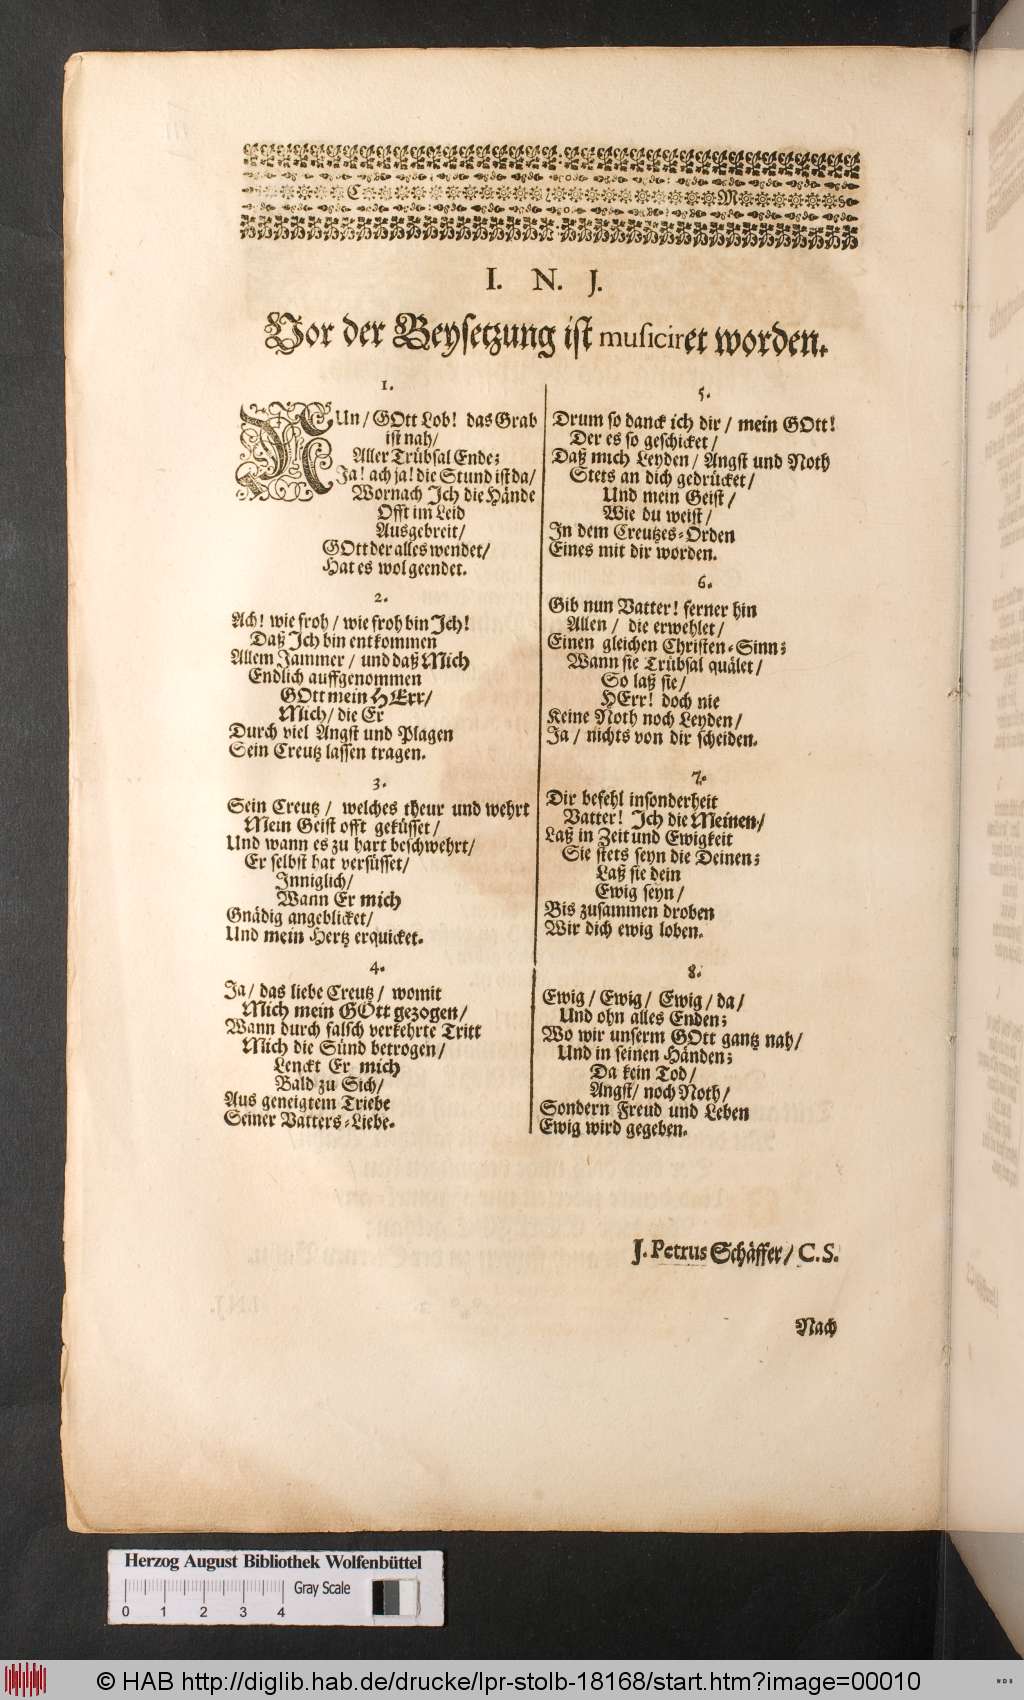 I. N. J.
Vor der Beysetzung ist musiciret worden.
1.
NUn / GOtt Lob! das Grab
ist nah /
Aller Trübsal Ende;
Ja! ach ja! die Stund ist da /
Wornach Jch die Hände
Offt im Leid
Ausgebreit /
GOtt der alles wendet /
Hat es wol geendet.
2.
Ach! wie froh / wie froh bin Jch!
Daß Jch bin entkommen
Allem Jammer / und daß Mich
Endlich auffgenommen
GOtt mein HErr /
Mich / die Er
Durch viel Angst und Plagen
Sein Creutz lassen tragen.
3.
Sein Creutz / welches theur und wehrt
Mein Geist offt geküsset /
Und wann es zu hart beschwehrt /
Er selbst hat versüsset /
Jnniglich /
Wann Er mich
Gnädig angeblicket /
Und mein Hertz erquicket.
4.
Ja / das liebe Creutz / womit
Mich mein GOtt gezogen /
Wann durch falsch verkehrte Tritt
Mich die Sünd betrogen /
Lenckt Er mich
Bald zu Sich /
Aus geneigtem Triebe
Seiner Vatters-Liebe.
5.
Drum so danck ich dir / mein GOtt!
Der es so geschicket /
Daß mich Leyden / Angst und Noth
Stets an dich gedrücket /
Und mein Geist /
Wie du weist /
Jn dem Creutzes-Orden
Eines mit dir worden.
6.
Gib nun Vatter! ferner hin
Allen / die erwehlet /
Einen gleichen Christen-Sinn;
Wann sie Trübsal quälet /
So laß sie /
HErr! doch nie
Keine Noth noch Leyden /
Ja / nichts von dir scheiden.
7.
Dir befehl insonderheit
Vatter! Jch die Meinen /
Laß in Zeit und Ewigkeit
Sie stets seyn die Deinen;
Laß sie dein
Ewig seyn /
Bis zusammen droben
Wir dich ewig loben.
8.
Ewig / Ewig / Ewig / da /
Und ohn alles Enden;
Wo wir unserm GOtt gantz nah /
Und in seinen Händen;
Da kein Tod /
Angst / noch Noth /
Sondern Freud und Leben
Ewig wird gegeben.
J. Petrus Schäffer / C. S.
Nach
Herzog August Bibliothek Wolfenbüttel
Gray Scale
0 1 2 3 4
© HAB http://diglib.hab.de/drucke/lpr-stolb-18168/start.htm?image=00010